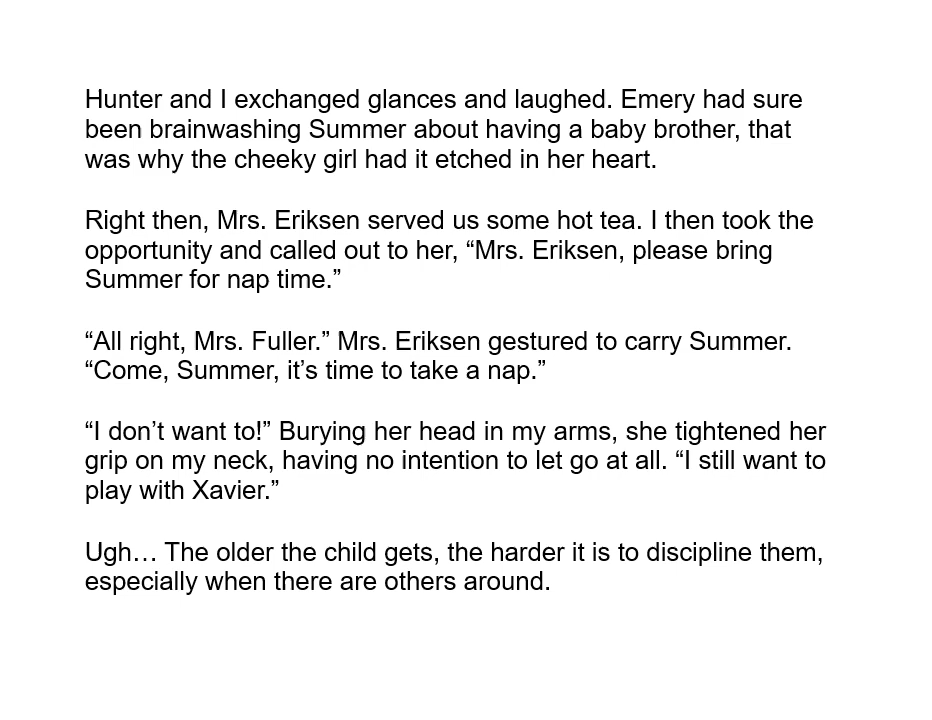 Hunter and I exchanged glances and laughed. Emery had sure
been brainwashing Summer about having a baby brother, that
was why the cheeky girl had it etched in her heart.
Right then, Mrs. Eriksen served us some hot tea. I then took the
opportunity and called out to her, “Mrs. Eriksen, please bring
Summer for nap time.”
“All right, Mrs. Fuller.” Mrs. Eriksen gestured to carry Summer.
“Come, Summer, it’s time to take a nap.”
“I don’t want to!” Burying her head in my arms, she tightened her
grip on my neck, having no intention to let go at all. “I still want to
play with Xavier.”
Ugh… The older the child gets, the harder it is to discipline them,
especially when there are others around.